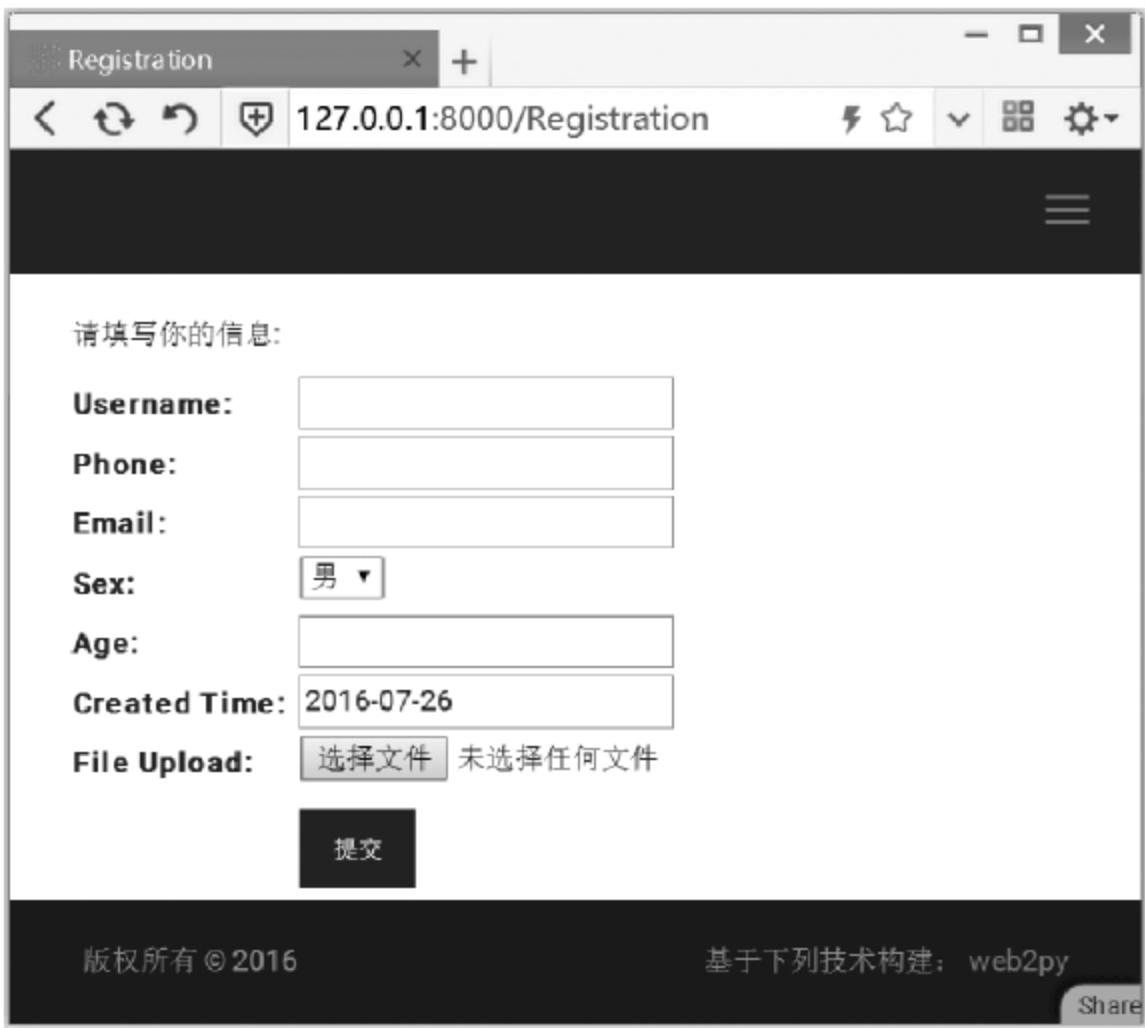 Registration
127.0.0.1:8000/Registration
请填写你的信息:
Username:
Phone:
Email:
Sex: 男
Age:
Created Time: 2016-07-26
File Upload: 选择文件 未选择任何文件
提交
版权所有 © 2016 基于下列技术构建： web2py
Share